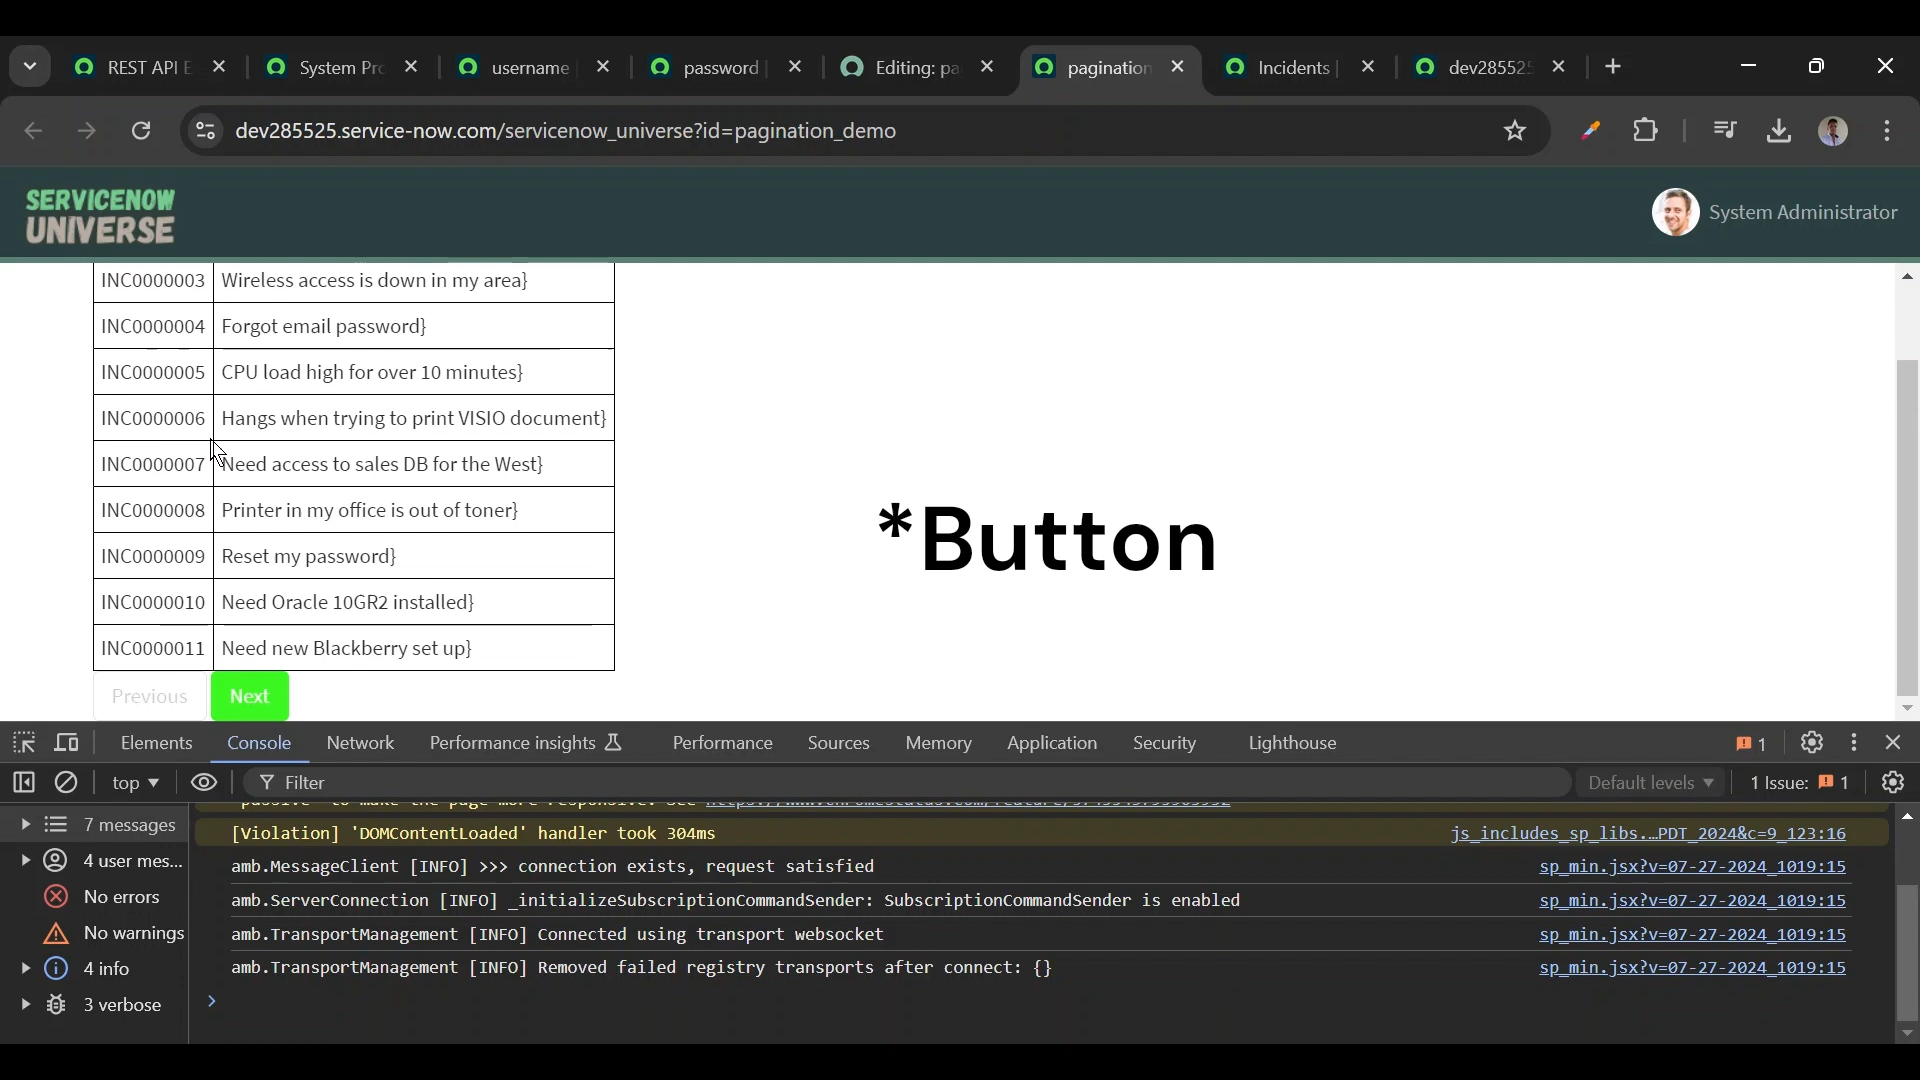 REST API E
System Pro
username
password
Editing: pa
pagination
Incidents |
dev285525
dev285525.service-now.com/servicenow_universe?id=pagination_demo
SERVICENOW
UNIVERSE
System Administrator
INC0000003 Wireless access is down in my area}
INC0000004 Forgot email password}
INC0000005 CPU load high for over 10 minutes}
INC0000006 Hangs when trying to print VISIO document}
INC0000007 Need access to sales DB for the West}
INC0000008 Printer in my office is out of toner}
INC0000009 Reset my password}
INC0000010 Need Oracle 10GR2 installed}
INC0000011 Need new Blackberry set up}
*Button
Previous Next
Elements Console Network Performance insights Performance Sources Memory Application Security Lighthouse 1
top Filter Default levels 1 Issue: 1
7 messages
4 user mes...
No errors
No warnings
4 info
3 verbose
[Violation] 'DOMContentLoaded' handler took 304ms js_includes_sp_libs.…PDT_2024&c=9_123:16
amb.MessageClient [INFO] >>> connection exists, request satisfied sp_min.jsx?v=07-27-2024_1019:15
amb.ServerConnection [INFO] _initializeSubscriptionCommandSender: SubscriptionCommandSender is enabled sp_min.jsx?v=07-27-2024_1019:15
amb.TransportManagement [INFO] Connected using transport websocket sp_min.jsx?v=07-27-2024_1019:15
amb.TransportManagement [INFO] Removed failed registry transports after connect: {} sp_min.jsx?v=07-27-2024_1019:15